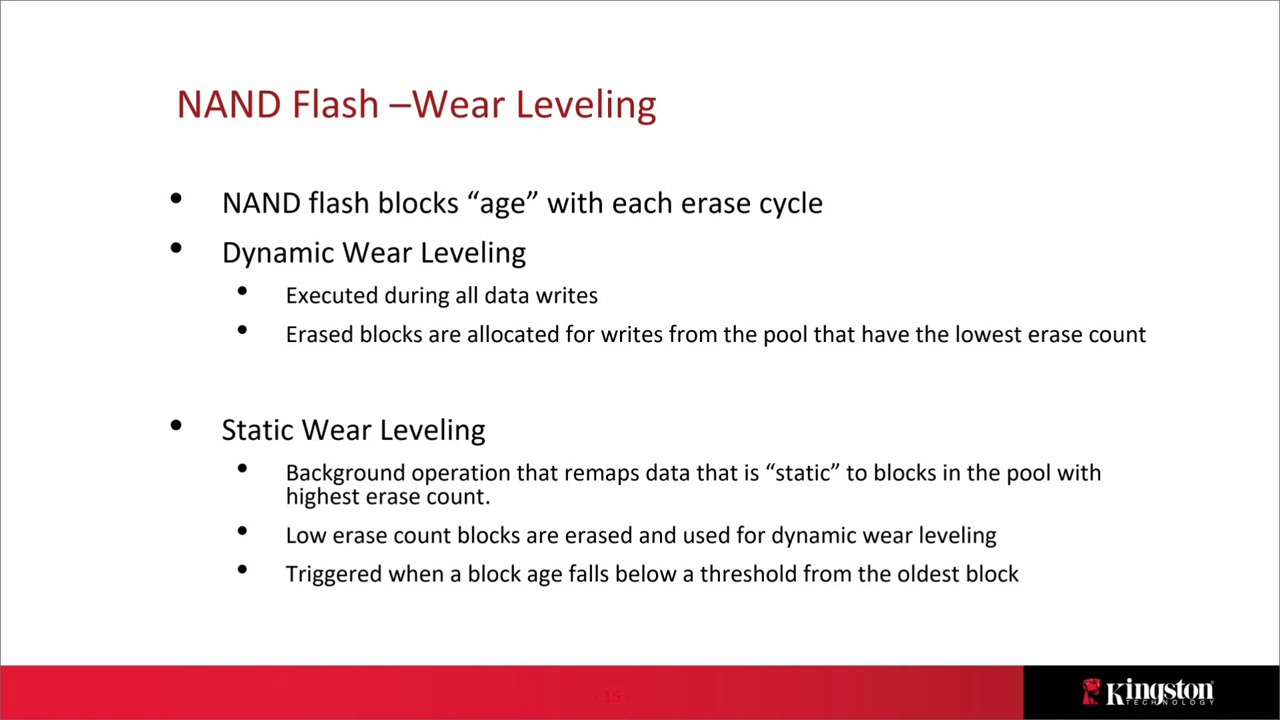 NAND Flash –Wear Leveling
• NAND flash blocks “age” with each erase cycle
• Dynamic Wear Leveling
• Executed during all data writes
• Erased blocks are allocated for writes from the pool that have the lowest erase count
• Static Wear Leveling
• Background operation that remaps data that is “static” to blocks in the pool with
highest erase count.
• Low erase count blocks are erased and used for dynamic wear leveling
• Triggered when a block age falls below a threshold from the oldest block
- 15 -
Kingston
TECHNOLOGY